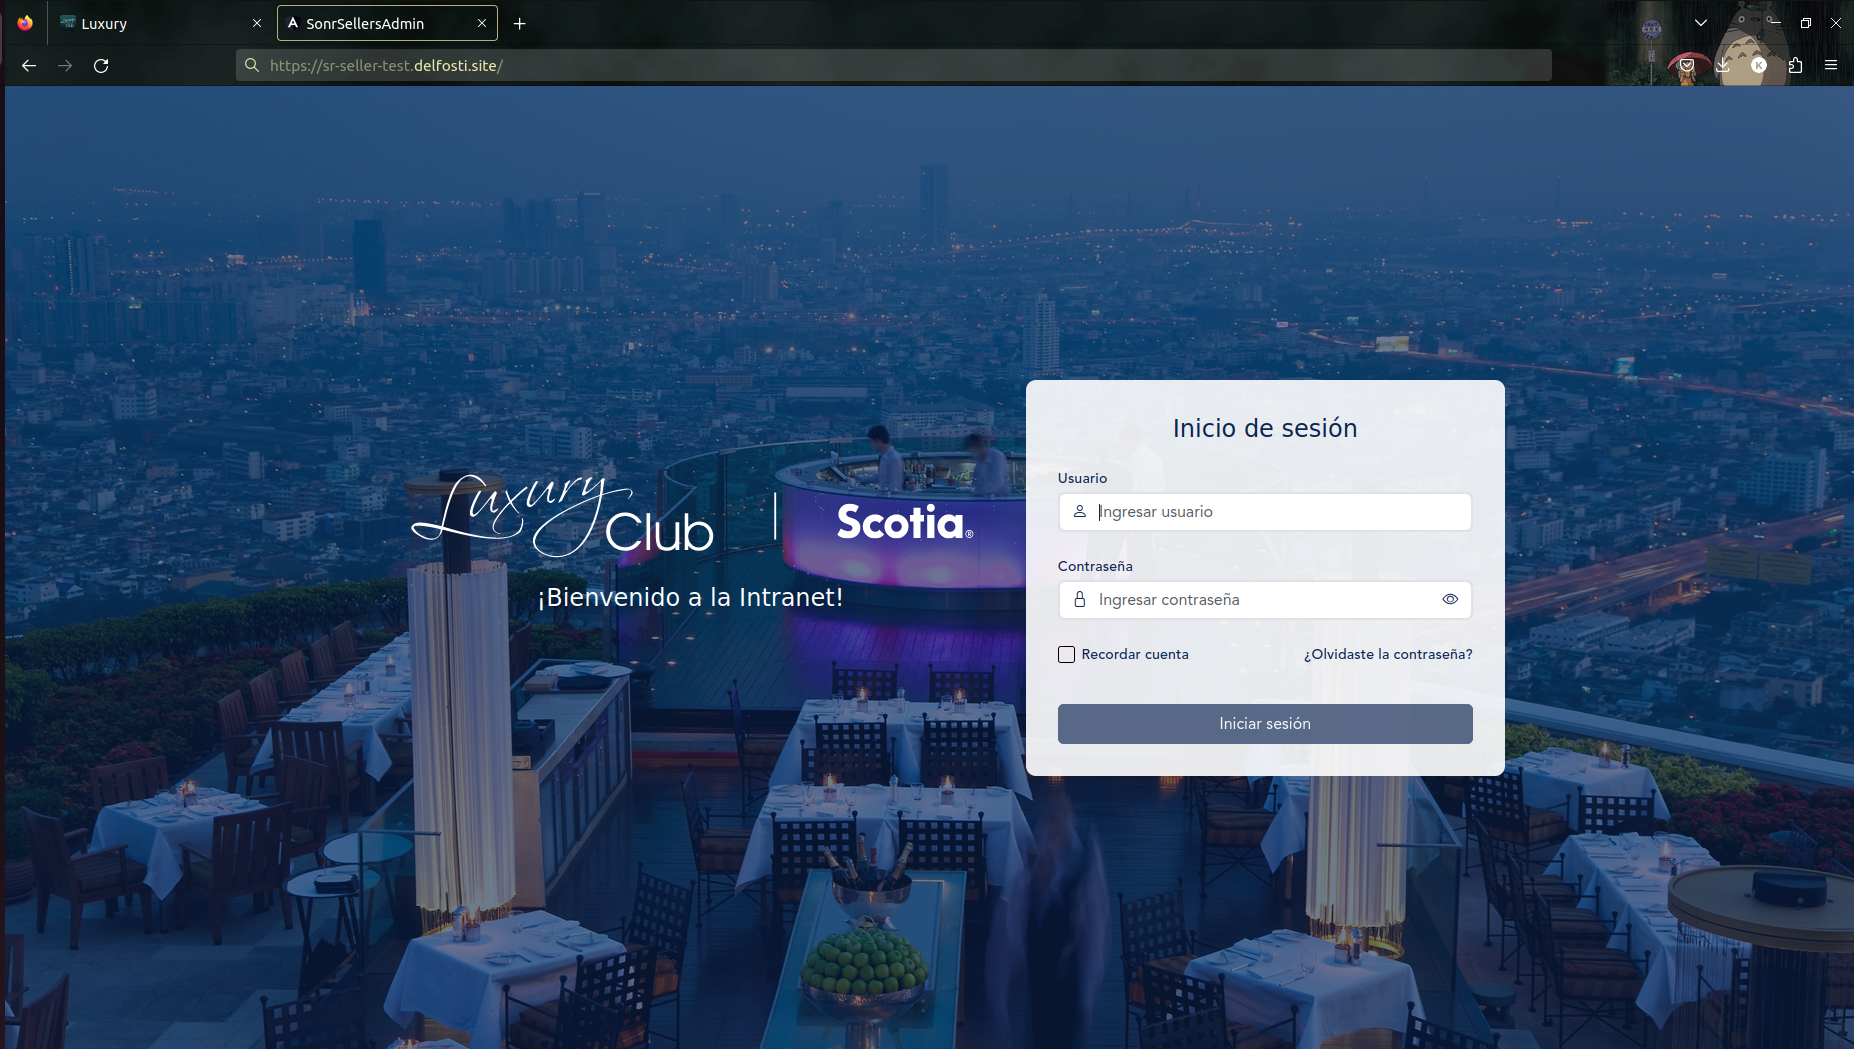 Luxury
SonrSellersAdmin
https://sr-seller-test.delfosti.site/
K
Inicio de sesión
Usuario
Ingresar usuario
Luxury Club
Scotia®
¡Bienvenido a la Intranet!
Contraseña
Ingresar contraseña
Recordar cuenta
¿Olvidaste la contraseña?
Iniciar sesión